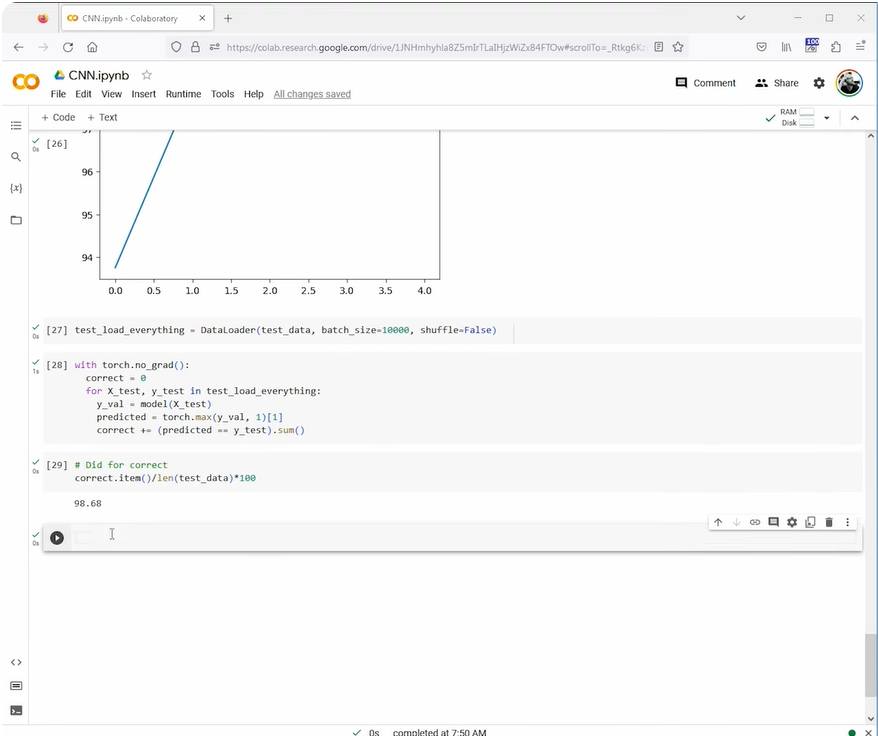 CNN.ipynb - Colaboratory
https://colab.research.google.com/drive/1JNHmhyhla8Z5mIrTLaIHjzWiZx84FTOw#scrollTo=_Rtkg6K
100
CNN.ipynb
File Edit View Insert Runtime Tools Help All changes saved
Comment Share
+ Code + Text
RAM
Disk
0s [26]
97
96
95
94
0.0 0.5 1.0 1.5 2.0 2.5 3.0 3.5 4.0
0s [27] test_load_everything = DataLoader(test_data, batch_size=10000, shuffle=False)
1s [28] with torch.no_grad():
correct = 0
for X_test, y_test in test_load_everything:
y_val = model(X_test)
predicted = torch.max(y_val, 1)[1]
correct += (predicted == y_test).sum()
0s [29] # Did for correct
correct.item()/len(test_data)*100
98.68
0s
0s completed at 7:50 AM